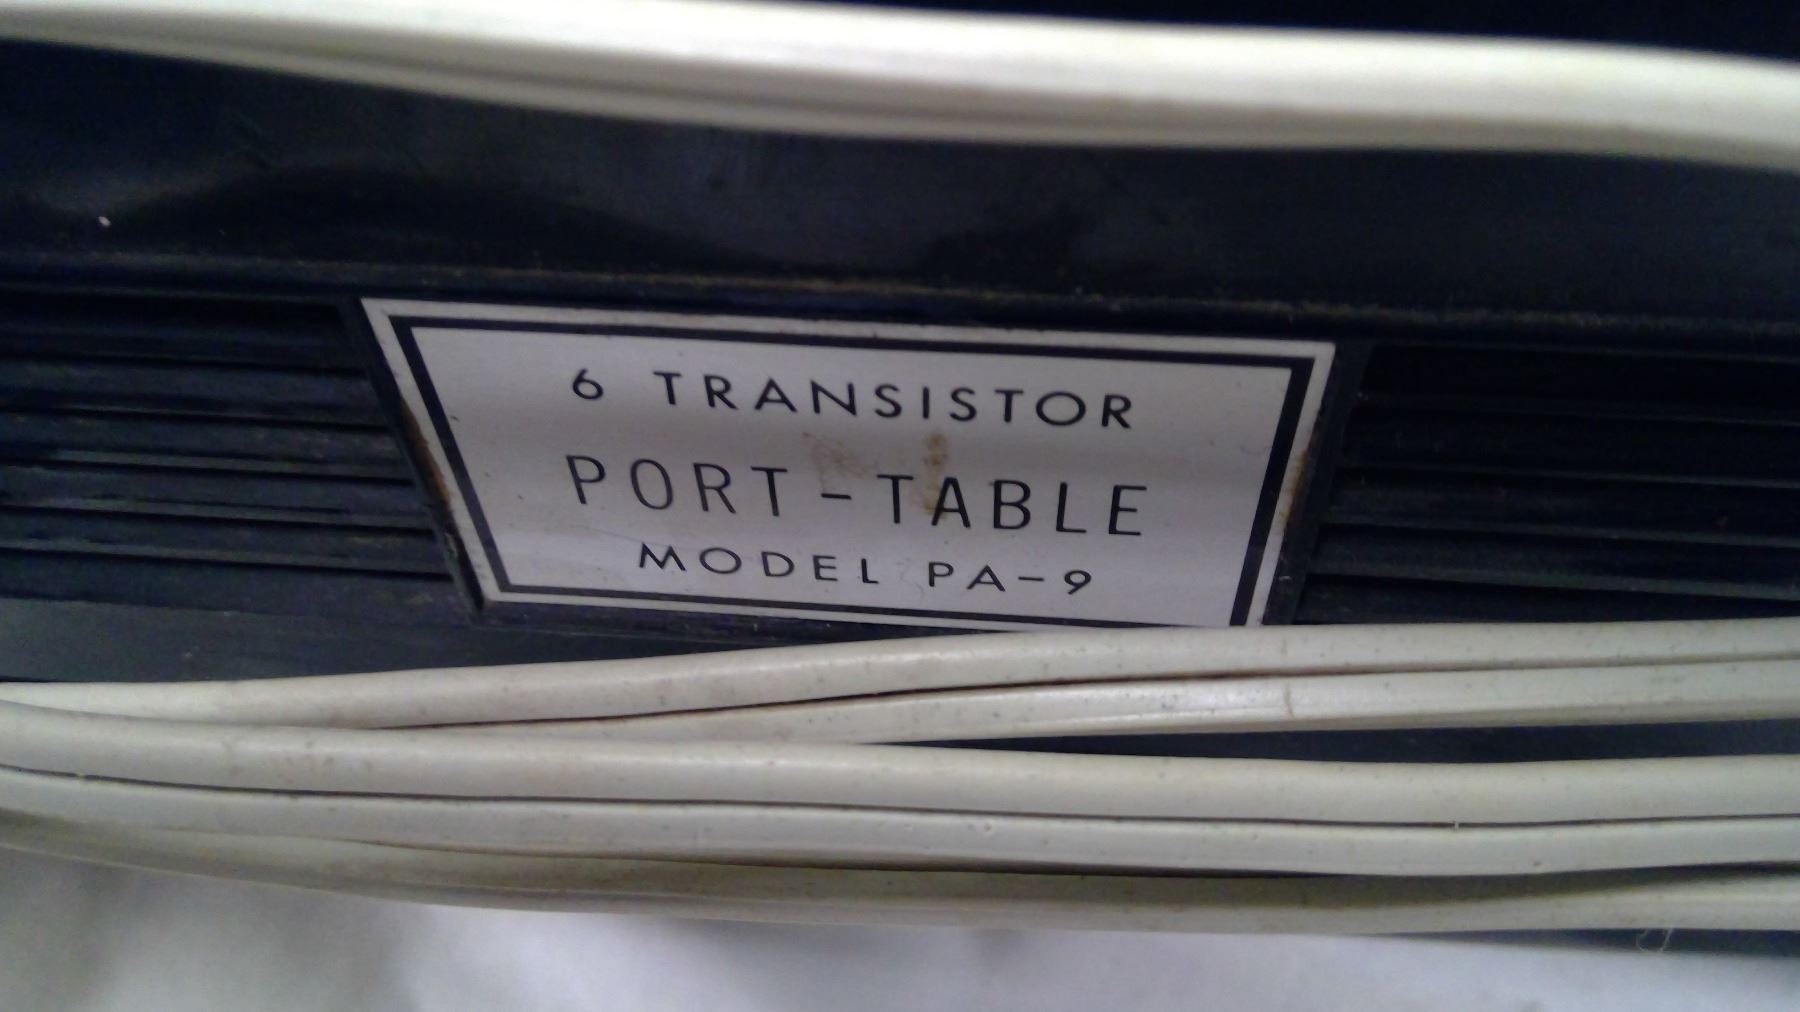 6 TRANSISTOR
PORT-TABLE
MODEL PA-9